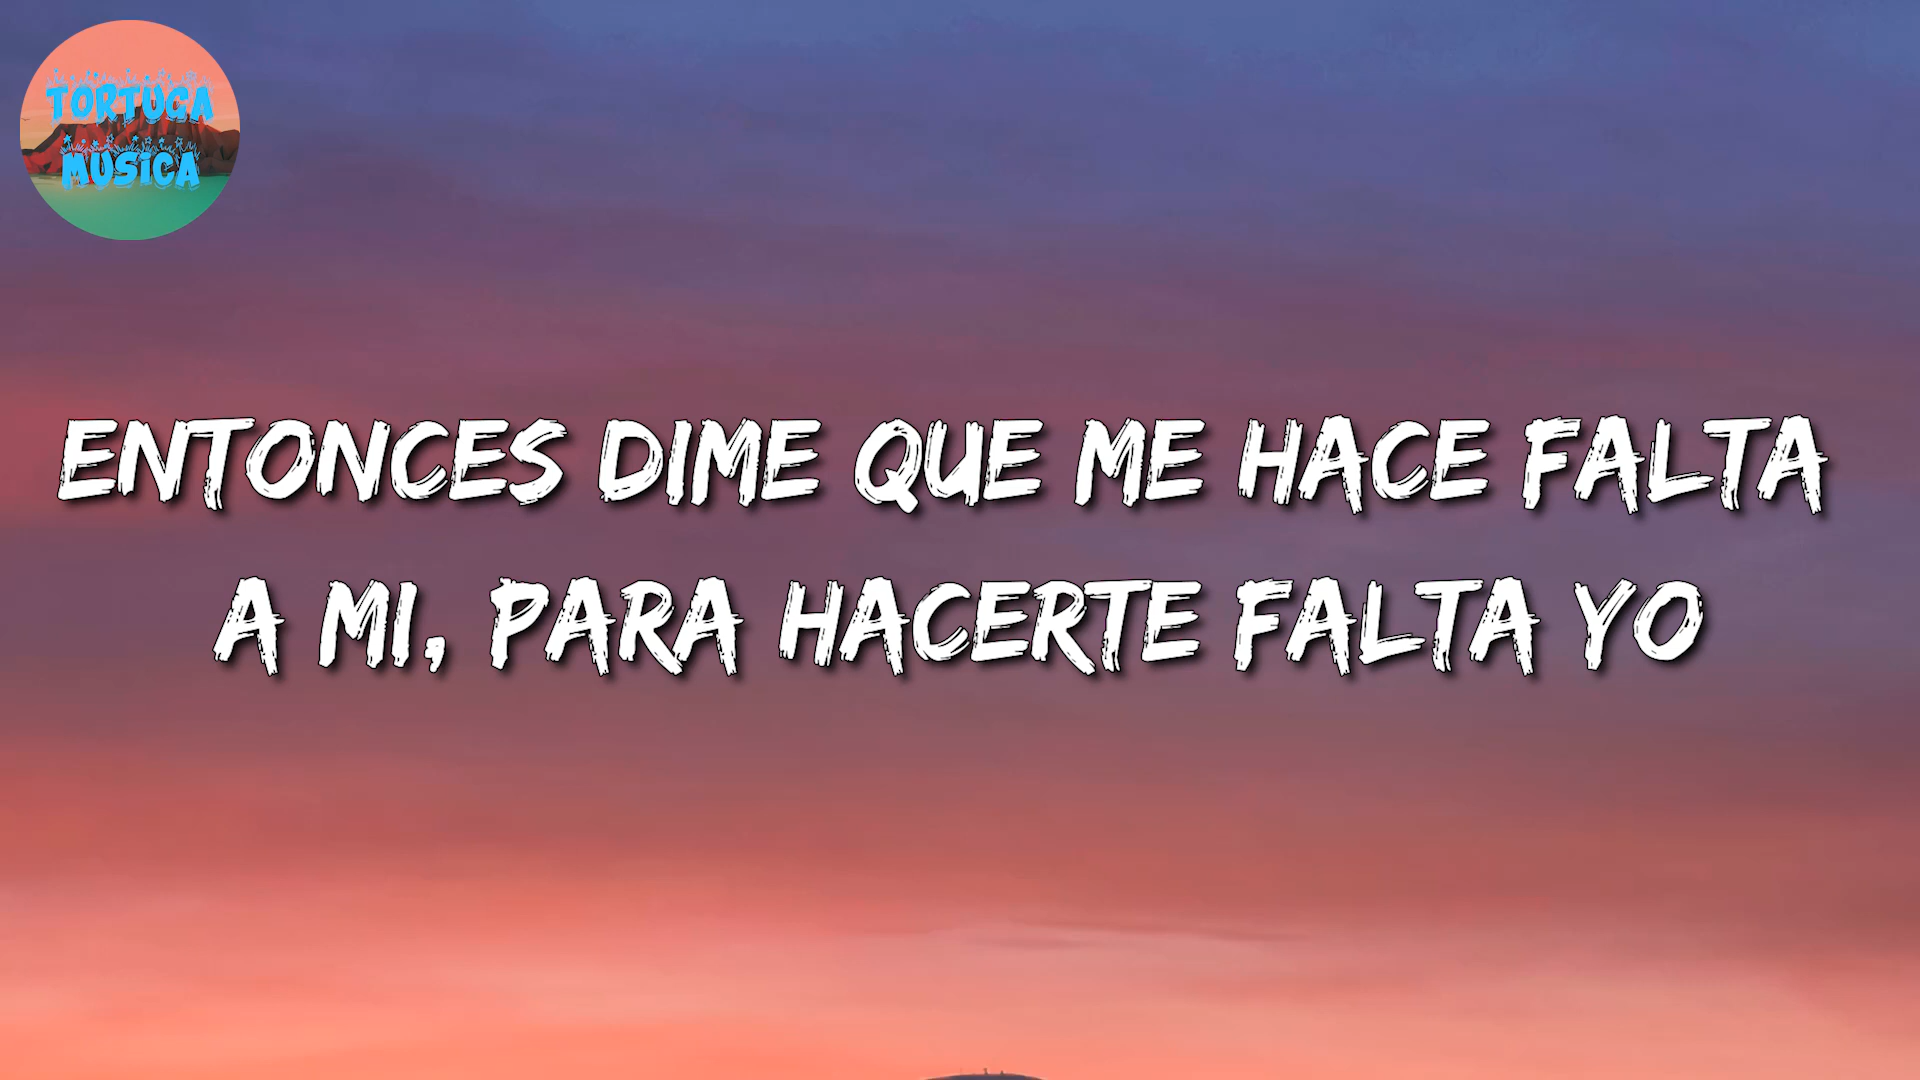 TORTUGA
MUSiCA
ENTONCES DIME QUE ME HACE FALTA
A MI, PARA HACERTE FALTA YO